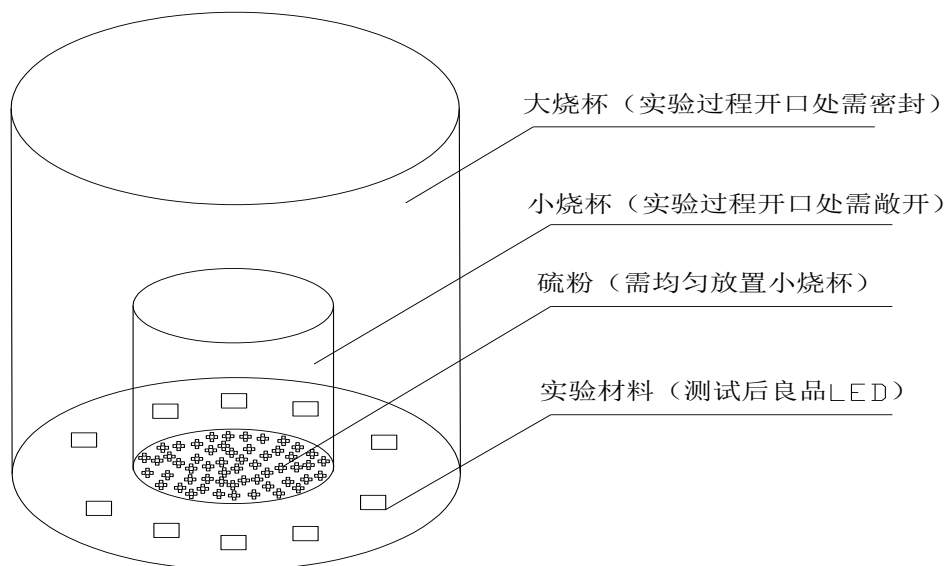 大烧杯（实验过程开口处需密封）
小烧杯（实验过程开口处需敞开）
硫粉（需均匀放置小烧杯）
实验材料（测试后良品LED）